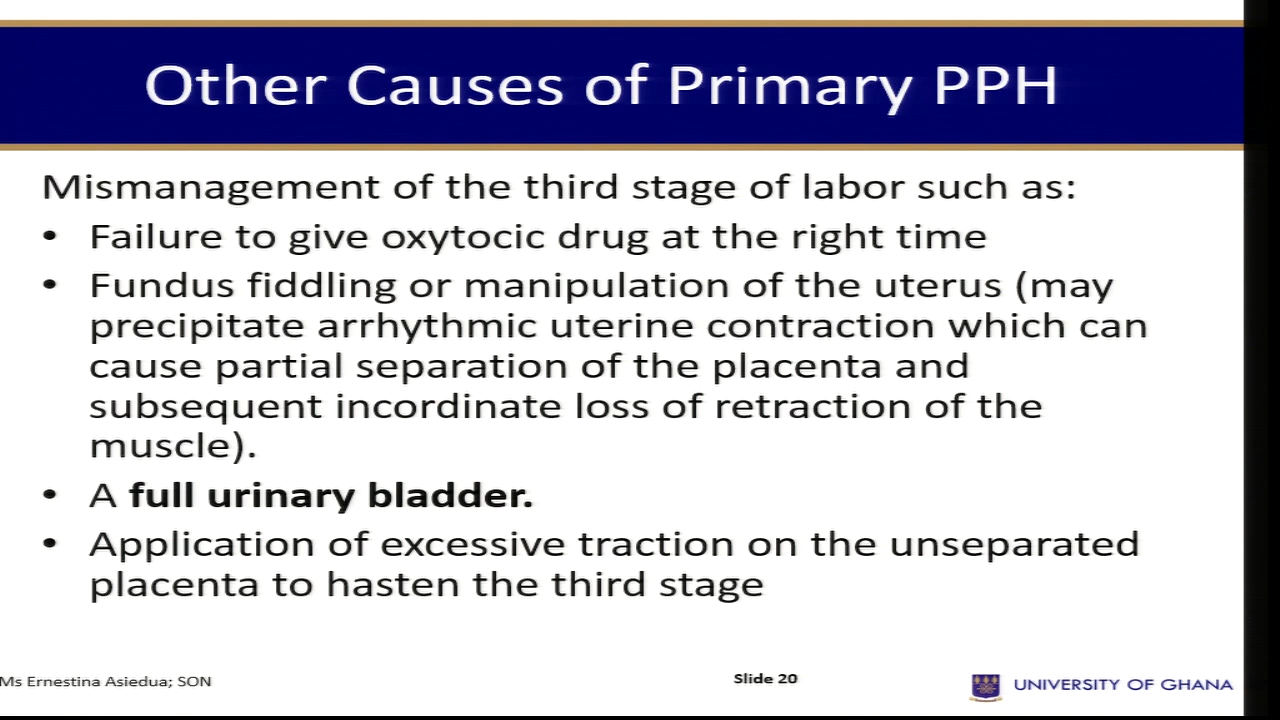 Other Causes of Primary PPH
Mismanagement of the third stage of labor such as:
• Failure to give oxytocic drug at the right time
• Fundus fiddling or manipulation of the uterus (may
precipitate arrhythmic uterine contraction which can
cause partial separation of the placenta and
subsequent incordinate loss of retraction of the
muscle).
• A full urinary bladder.
• Application of excessive traction on the unseparated
placenta to hasten the third stage
Ms Ernestina Asiedua; SON
Slide 20
UNIVERSITY OF GHANA